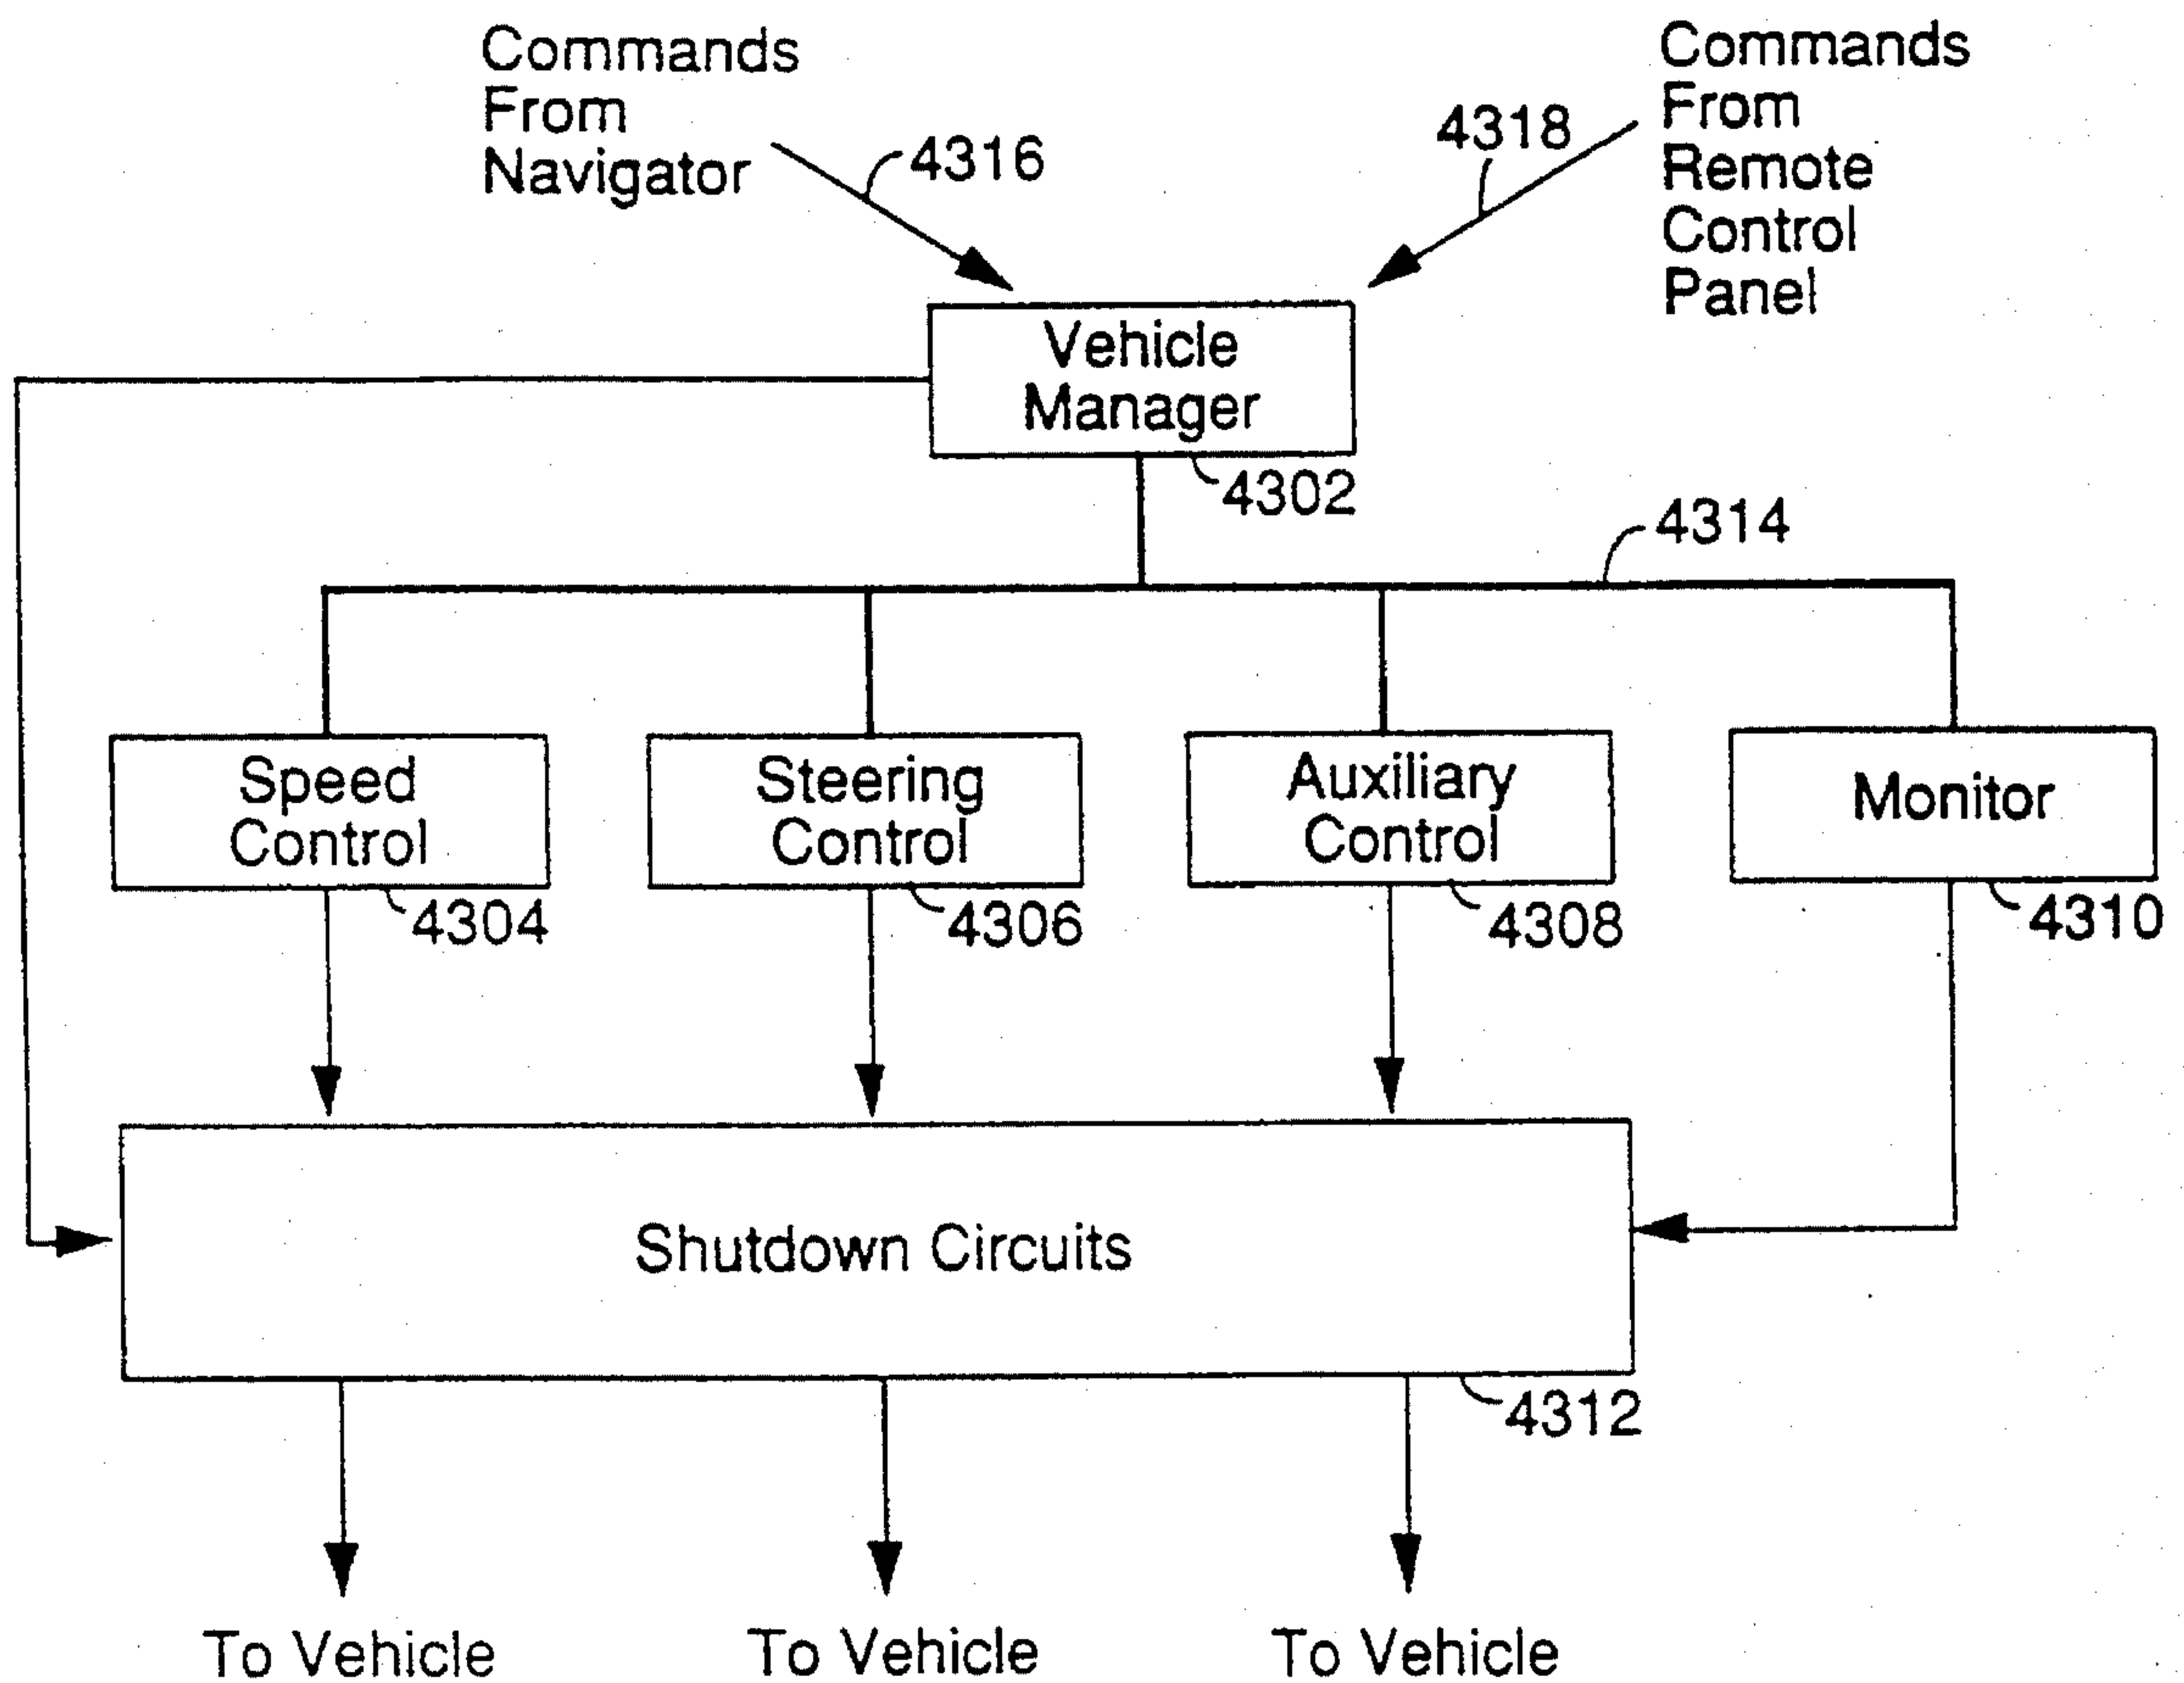 Commands
From
Navigator
4316
4318
Commands
From
Remote
Control
Panel
Vehicle
Manager
4302
4314
Speed
Control
4304
Steering
Control
4306
Auxiliary
Control
4308
Monitor
4310
Shutdown Circuits
4312
To Vehicle
To Vehicle
To Vehicle